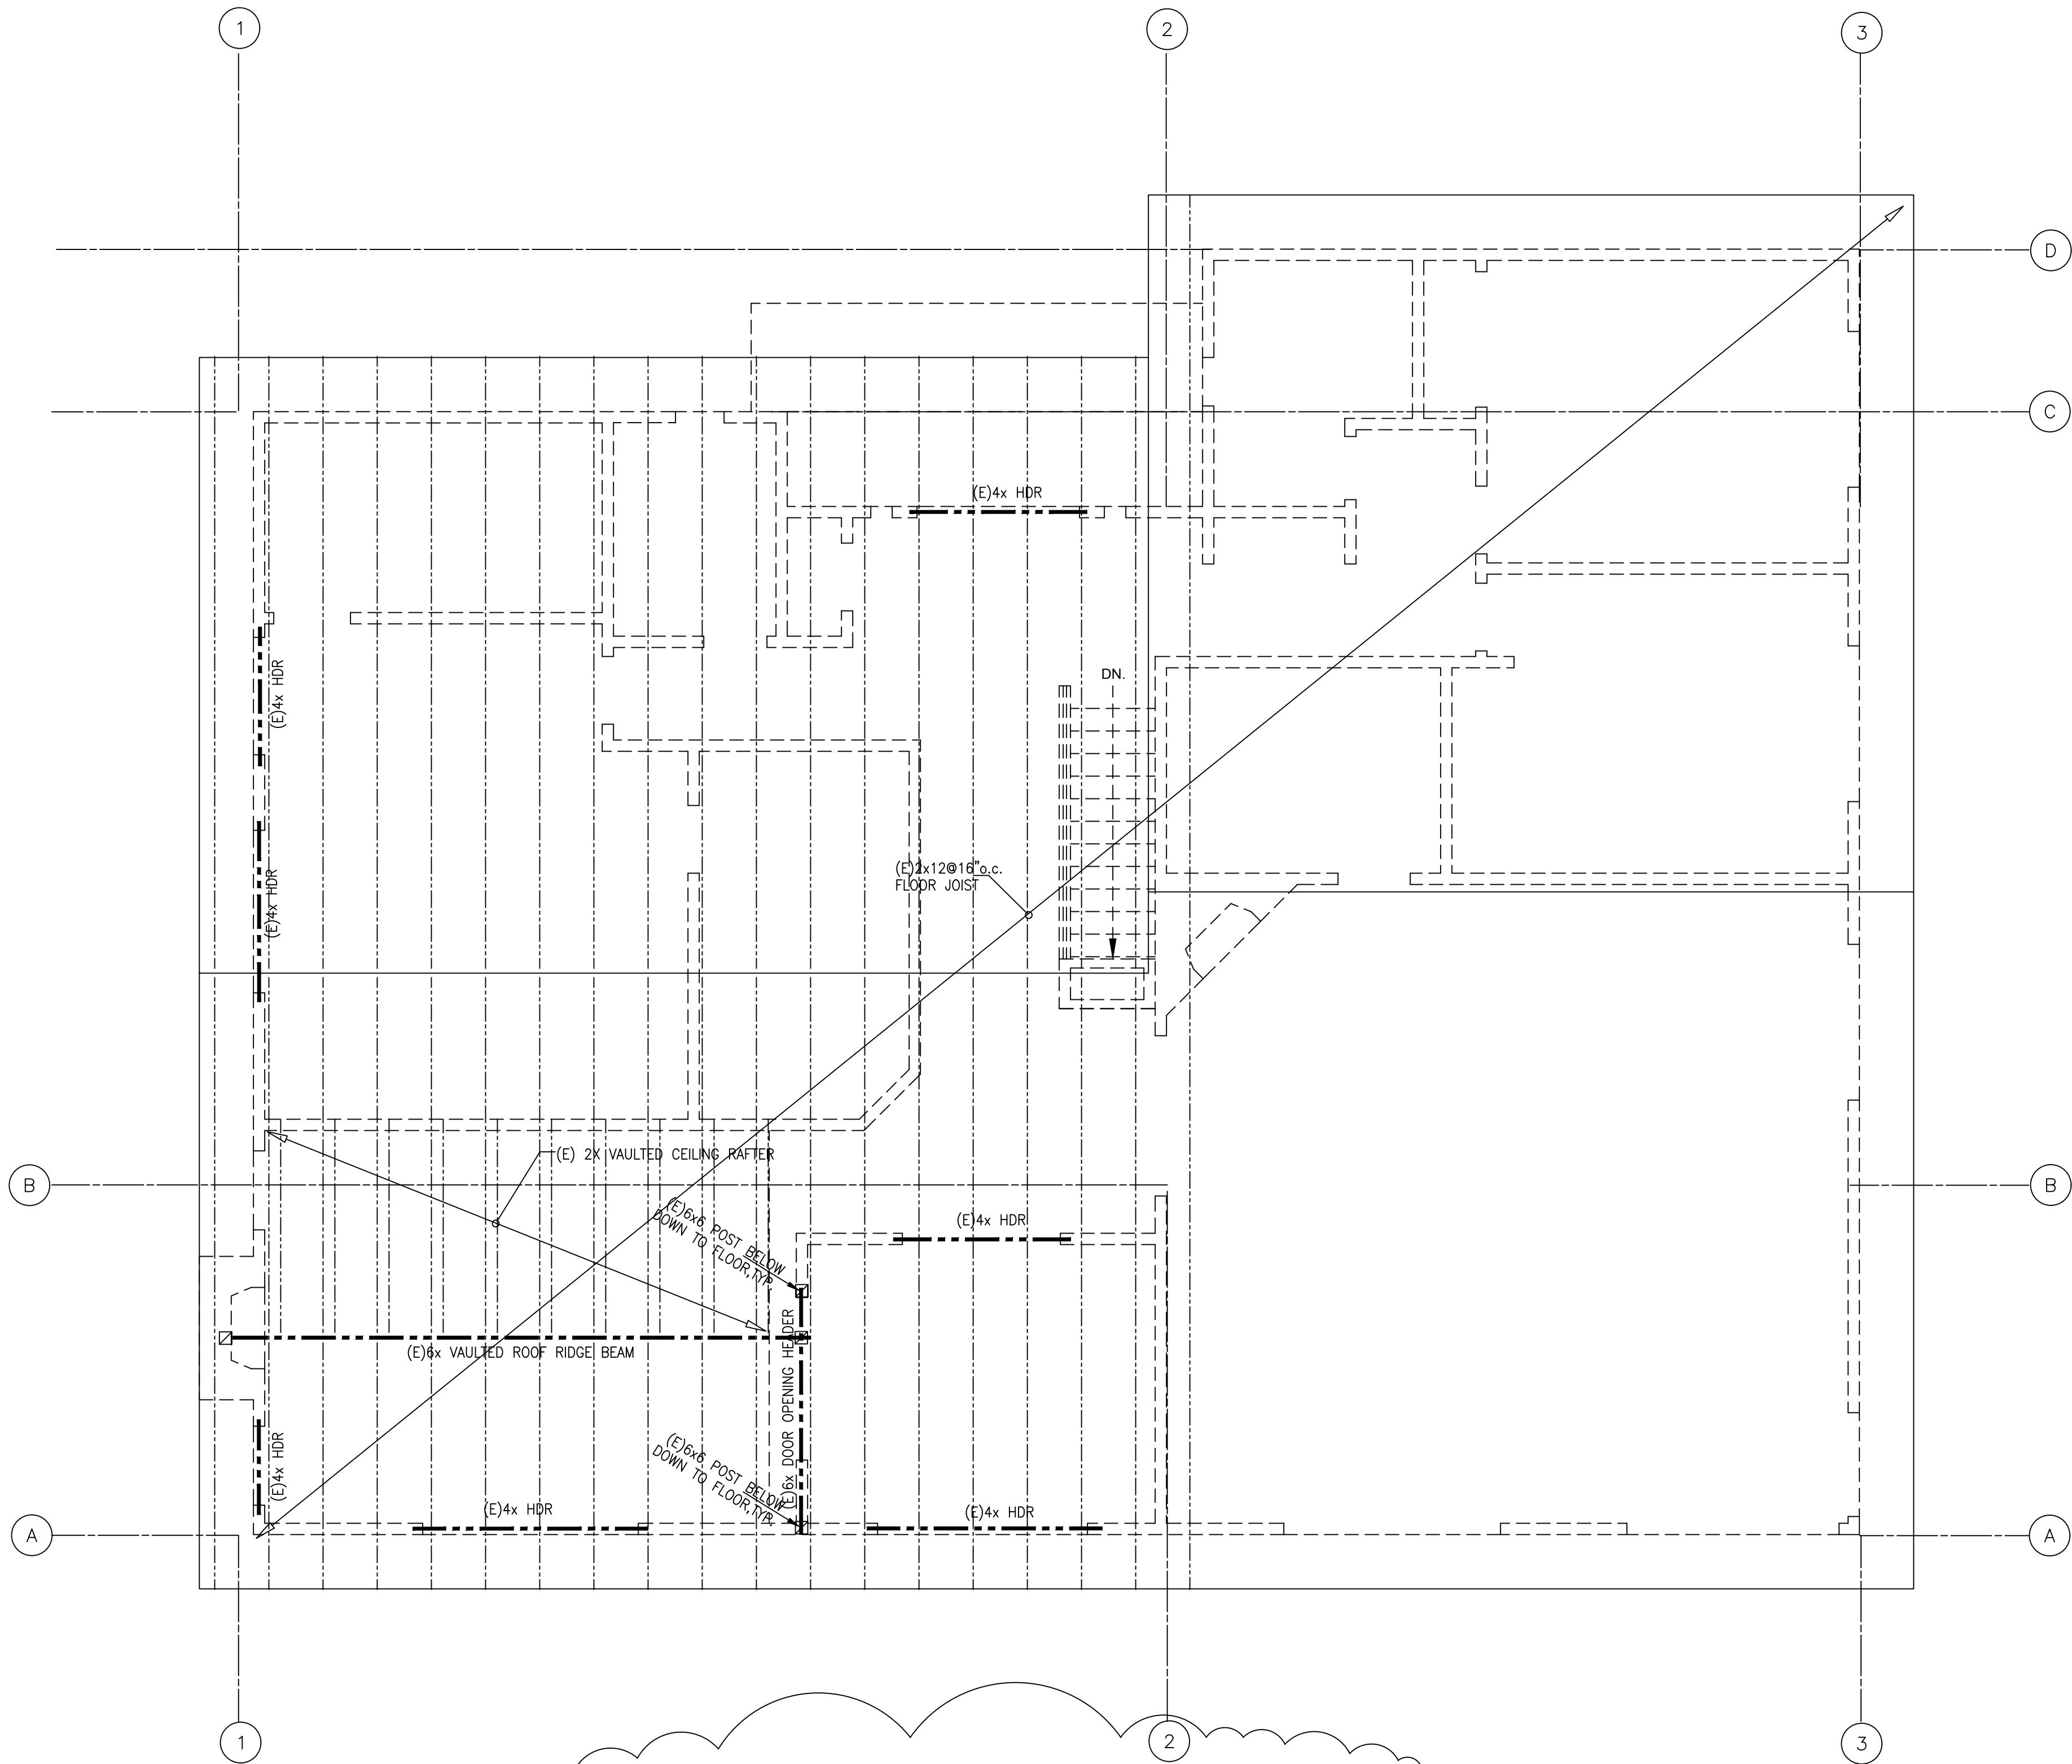 1
2
3
D
C
(E)4x HDR
(E)4x HDR
DN.
(E)2x12@16"o.c.
FLOOR JOIST
(E)4x HDR
(E) 2X VAULTED CEILING RAFTER
B
B
(E)6x6 POST BELOW
DOWN TO FLOOR,TYP.
(E)4x HDR
(E)6x VAULTED ROOF RIDGE BEAM
(E)6x DOOR OPENING HEADER
(E)4x HDR
(E)6x6 POST BELOW
DOWN TO FLOOR,TYP.
(E)4x HDR
(E)4x HDR
A
A
1
2
3